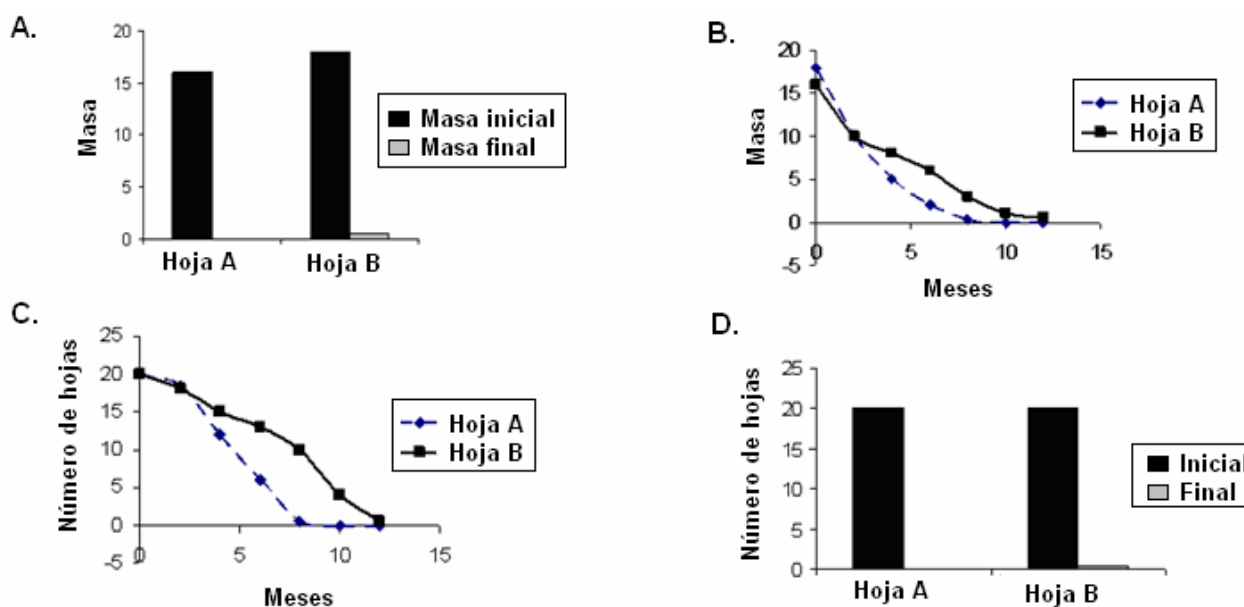 A.
20
15
10
5
0
Masa
Hoja A
Hoja B
Masa inicial
Masa final
B.
20
15
10
5
0
-5
Masa
0
5
10
15
Meses
Hoja A
Hoja B
C.
25
20
15
10
5
0
-5
Número de hojas
0
5
10
15
Meses
Hoja A
Hoja B
D.
25
20
15
10
5
0
Número de hojas
Hoja A
Hoja B
Inicial
Final